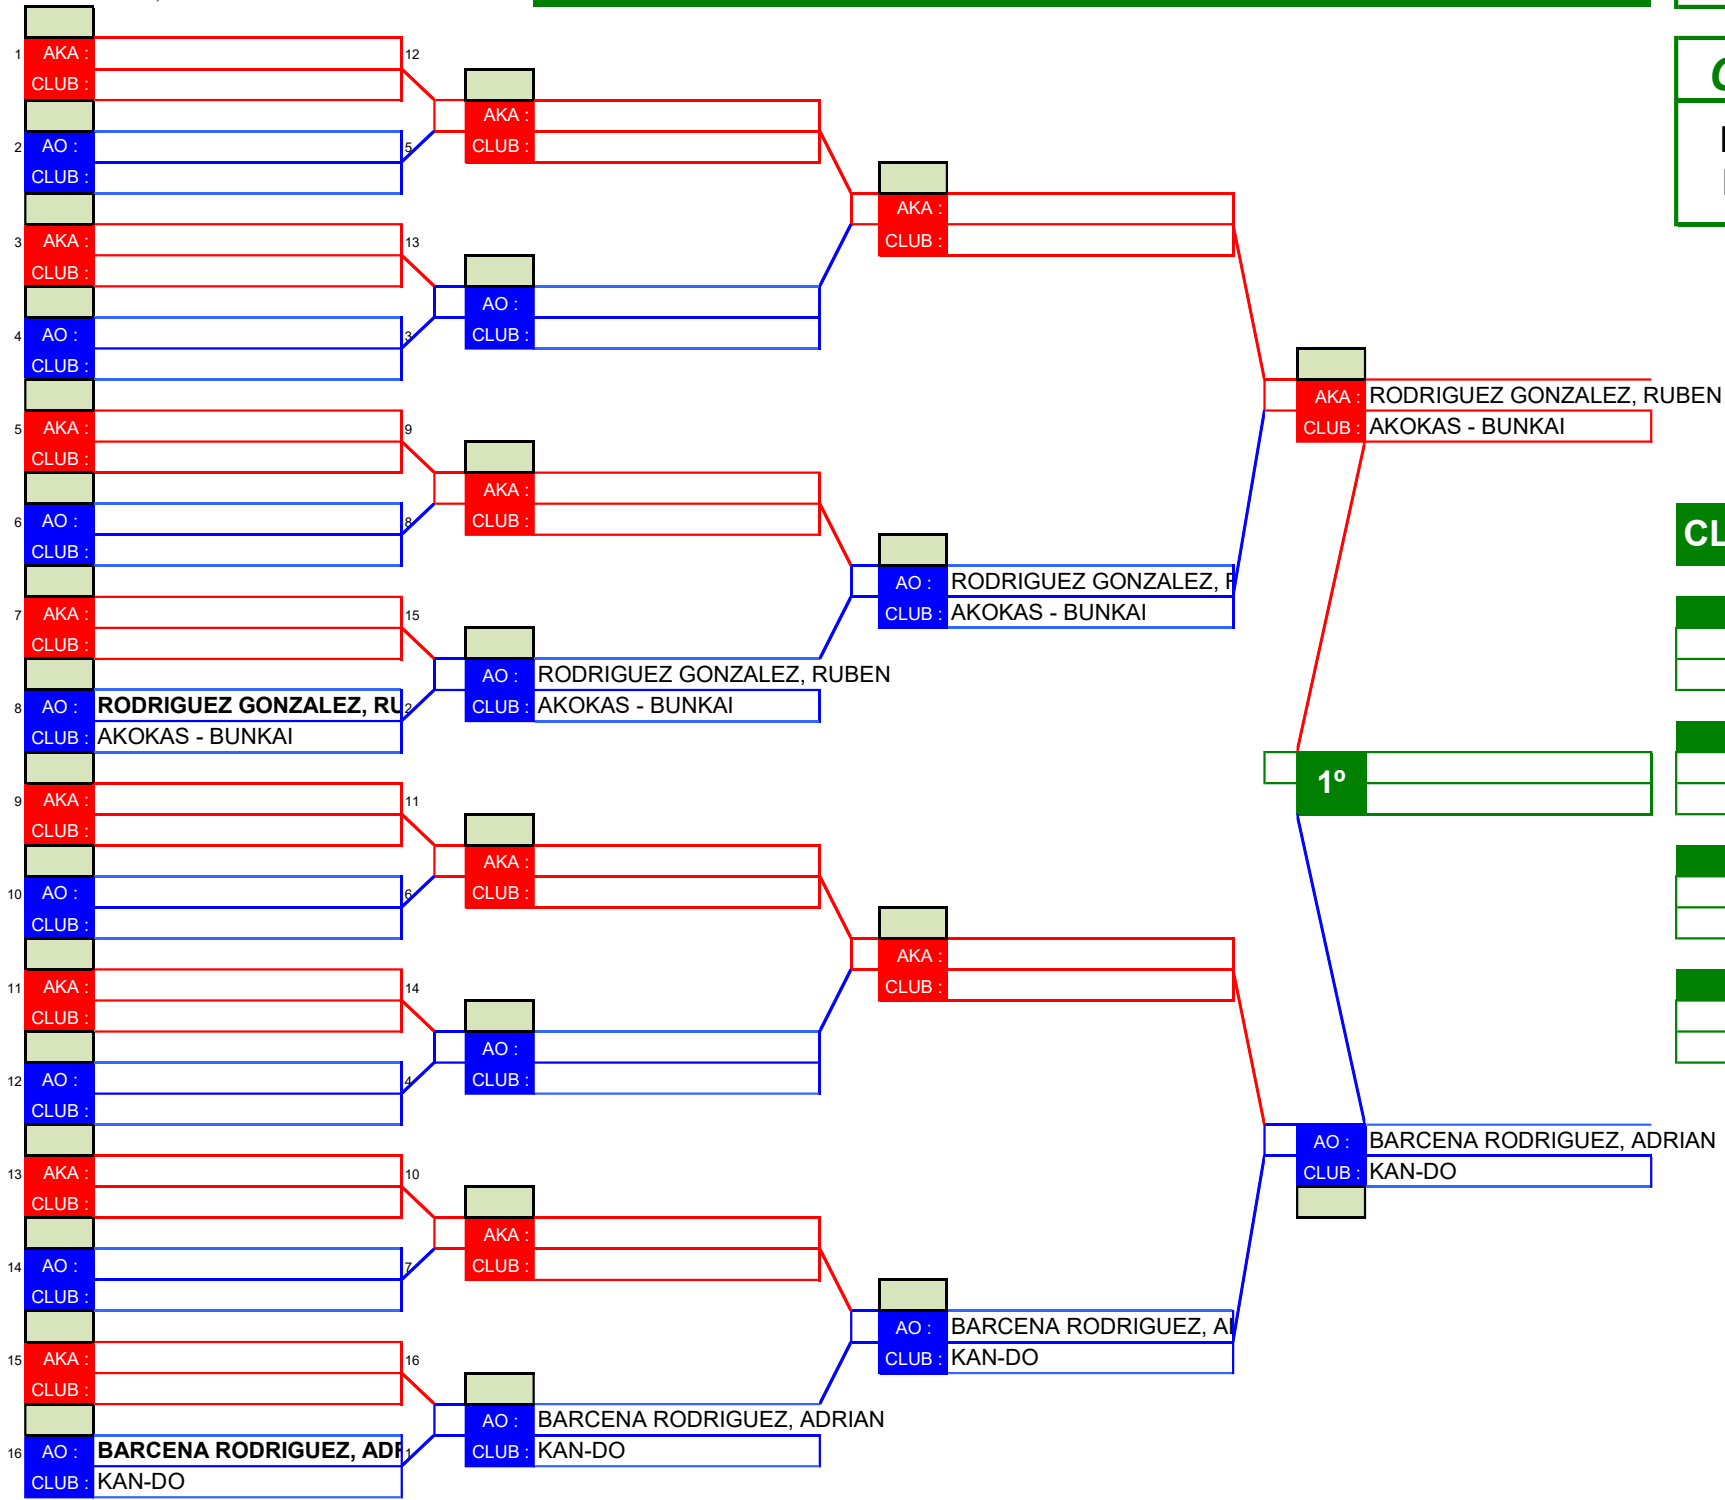 1 AKA : 12
CLUB :
2 AO : 5
CLUB :
3 AKA : 13
CLUB :
4 AO : 3
CLUB :
5 AKA : 9
CLUB :
6 AO : 8
CLUB :
7 AKA : 15
CLUB :
8 AO : RODRIGUEZ GONZALEZ, RU 2
CLUB : AKOKAS - BUNKAI
9 AKA : 11
CLUB :
10 AO : 6
CLUB :
11 AKA : 14
CLUB :
12 AO : 4
CLUB :
13 AKA : 10
CLUB :
14 AO : 7
CLUB :
15 AKA : 16
CLUB :
16 AO : BARCENA RODRIGUEZ, AD 1
CLUB : KAN-DO
AKA :
CLUB :
AO :
CLUB :
AKA :
CLUB :
AO : RODRIGUEZ GONZALEZ, RUBEN
CLUB : AKOKAS - BUNKAI
AKA :
CLUB :
AO :
CLUB :
AKA :
CLUB :
AO : BARCENA RODRIGUEZ, ADRIAN
CLUB : KAN-DO
AKA :
CLUB :
AO : RODRIGUEZ GONZALEZ,
CLUB : AKOKAS - BUNKAI
AKA :
CLUB :
AO : BARCENA RODRIGUEZ, A
CLUB : KAN-DO
AKA : RODRIGUEZ GONZALEZ, RUBEN
CLUB : AKOKAS - BUNKAI
1º
AO : BARCENA RODRIGUEZ, ADRIAN
CLUB : KAN-DO
CL